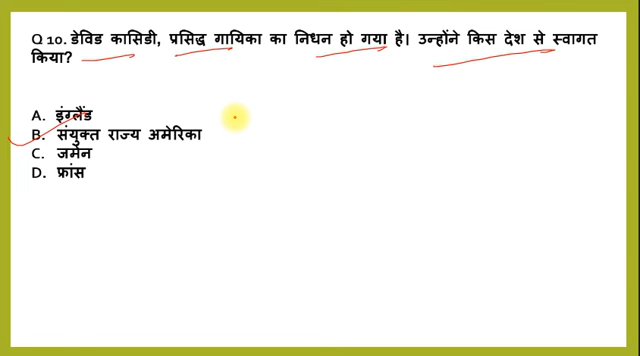 Q 10. डेविड कासिडी, प्रसिद्ध गायिका का निधन हो गया है। उन्होंने किस देश से स्वागत
किया?
A. इंग्लैंड
B. संयुक्त राज्य अमेरिका
C. जर्मन
D. फ्रांस